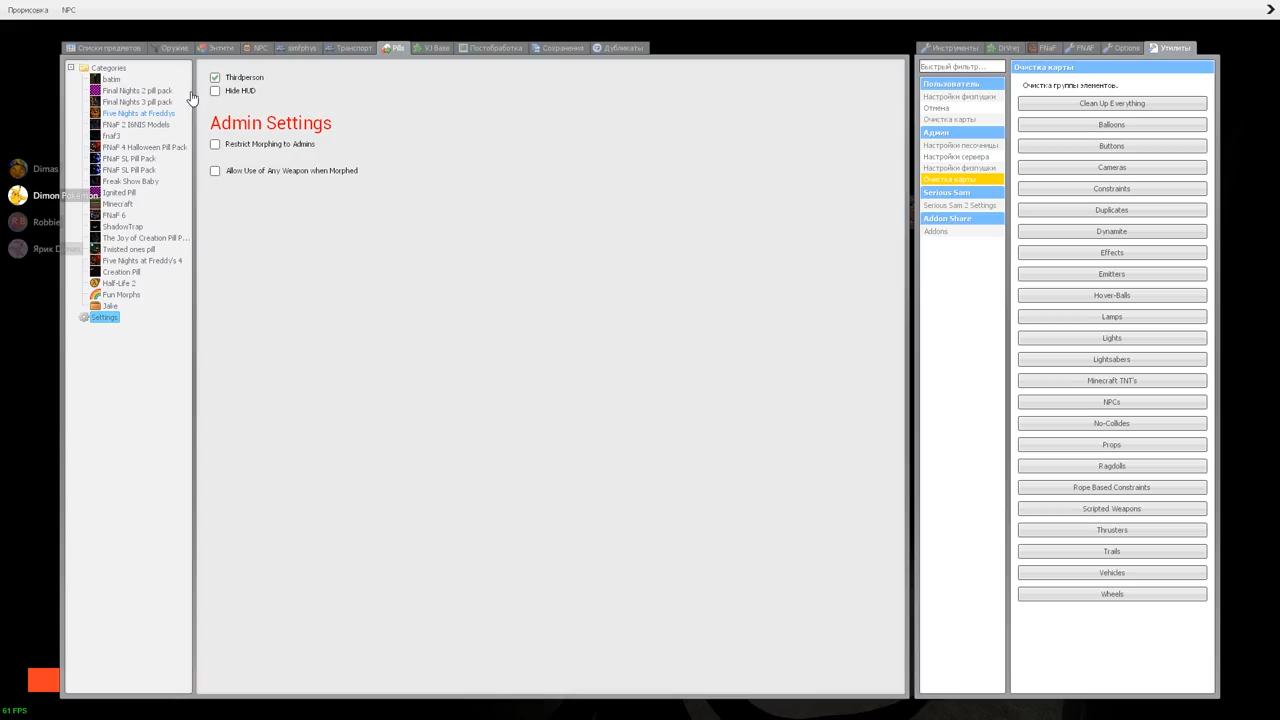 Прорисовка NPC
Списки предметов Оружие Энтити NPC simfphys Транспорт Pills VJ Base Постобработка Сохранения Дубликаты
Инструменты DrVrej FNaF FNAF Options Утилиты
Categories
batim
Final Nights 2 pill pack
Final Nights 3 pill pack
Five Nights at Freddys
FNaF 2 I6NIS Models
fnaf3
FNAF 4 Halloween Pill Pack
FNAF SL Pill Pack
FNAF SL Pill Pack
Freak Show Baby
Ignited Pill
Minecraft
FNaF 6
ShadowTrap
The Joy of Creation Pill P...
Twisted ones pill
Five Nights at Freddy's 4
Creation Pill
Half-Life 2
Fun Morphs
Jake
Settings
Dimas
Dimon Pokemon
Robbie
Ярик
Thirdperson
Hide HUD
Admin Settings
Restrict Morphing to Admins
Allow Use of Any Weapon when Morphed
Быстрый фильтр...
Пользователь
Настройки физпушки
Отмена
Очистка карты
Админ
Настройки песочницы
Настройки сервера
Настройки физпушки
Очистка карты
Serious Sam
Serious Sam 2 Settings
Addon Share
Addons
Очистка карты
Очистка группы элементов.
Clean Up Everything
Balloons
Buttons
Cameras
Constraints
Duplicates
Dynamite
Effects
Emitters
Hover-Balls
Lamps
Lights
Lightsabers
Minecraft TNT's
NPCs
No-Collides
Props
Ragdolls
Rope Based Constraints
Scripted Weapons
Thrusters
Trails
Vehicles
Wheels
61 FPS